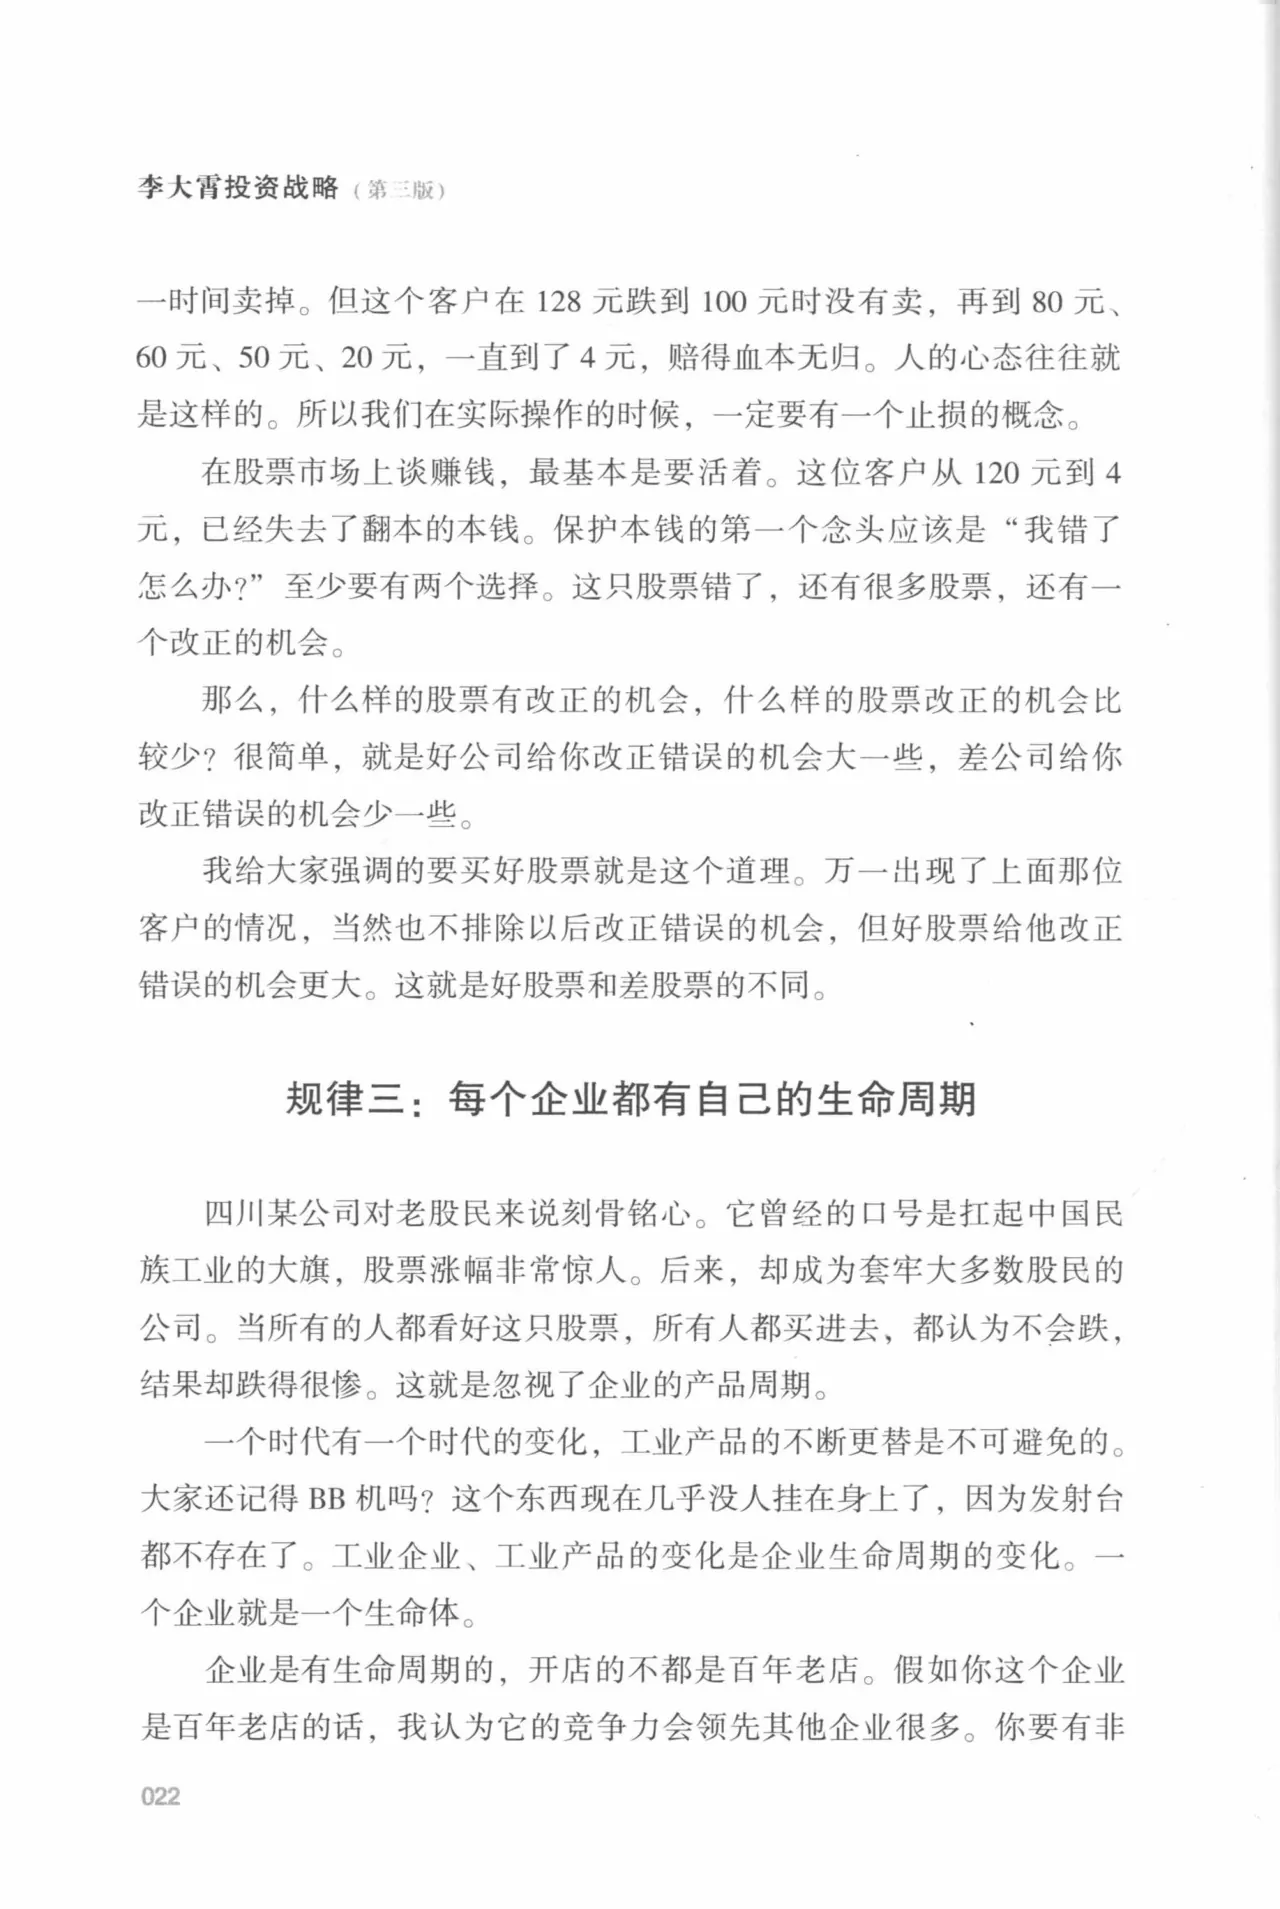 李大霄投资战略（第三版）
一时间卖掉。但这个客户在 128 元跌到 100 元时没有卖，再到 80 元、
60 元、50 元、20 元，一直到了 4 元，赔得血本无归。人的心态往往就
是这样的。所以我们在实际操作的时候，一定要有一个止损的概念。
在股票市场上谈赚钱，最基本是要活着。这位客户从 120 元到 4
元，已经失去了翻本的本钱。保护本钱的第一个念头应该是“我错了
怎么办?”至少要有两个选择。这只股票错了，还有很多股票，还有一
个改正的机会。
那么，什么样的股票有改正的机会，什么样的股票改正的机会比
较少？很简单，就是好公司给你改正错误的机会大一些，差公司给你
改正错误的机会少一些。
我给大家强调的要买好股票就是这个道理。万一出现了上面那位
客户的情况，当然也不排除以后改正错误的机会，但好股票给他改正
错误的机会更大。这就是好股票和差股票的不同。
规律三：每个企业都有自己的生命周期
四川某公司对老股民来说刻骨铭心。它曾经的口号是扛起中国民
族工业的大旗，股票涨幅非常惊人。后来，却成为套牢大多数股民的
公司。当所有的人都看好这只股票，所有人都买进去，都认为不会跌，
结果却跌得很惨。这就是忽视了企业的产品周期。
一个时代有一个时代的变化，工业产品的不断更替是不可避免的。
大家还记得 BB 机吗？这个东西现在几乎没人挂在身上了，因为发射台
都不存在了。工业企业、工业产品的变化是企业生命周期的变化。一
个企业就是一个生命体。
企业是有生命周期的，开店的不都是百年老店。假如你这个企业
是百年老店的话，我认为它的竞争力会领先其他企业很多。你要有非
022